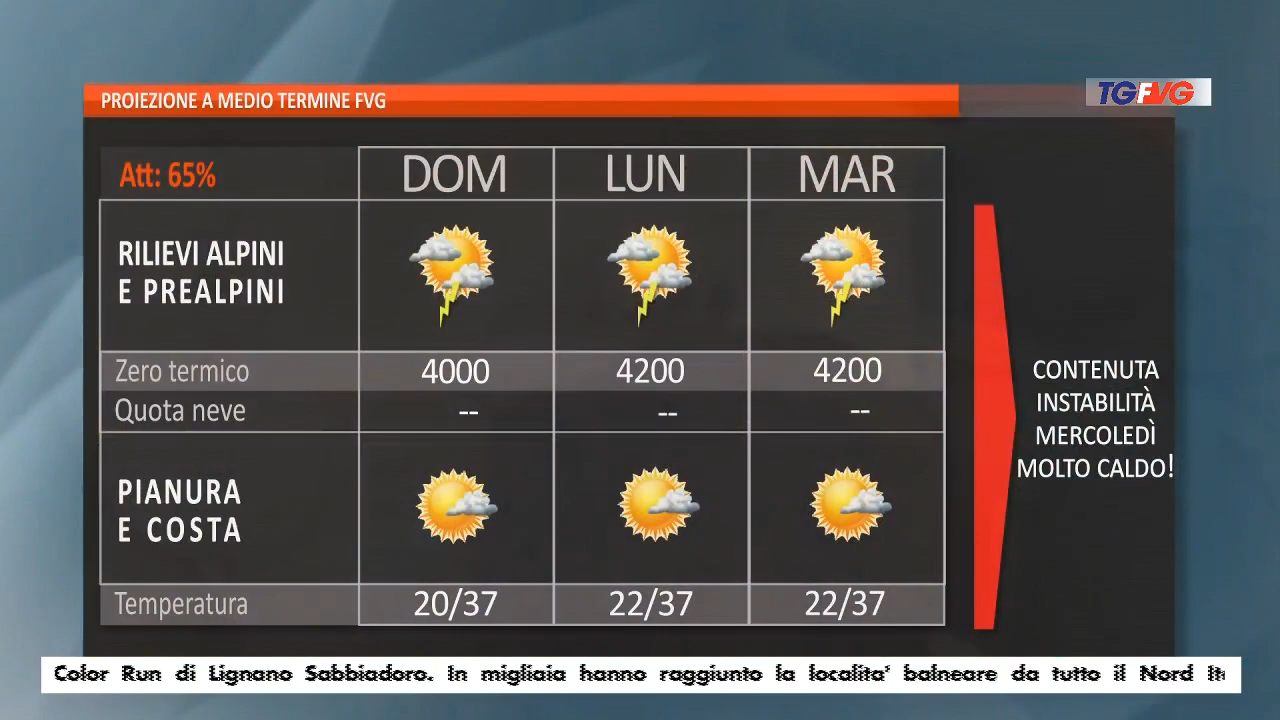 PROIEZIONE A MEDIO TERMINE FVG
TGFVG
Att: 65% DOM LUN MAR
RILIEVI ALPINI
E PREALPINI
Zero termico 4000 4200 4200
Quota neve -- -- --
PIANURA
E COSTA
Temperatura 20/37 22/37 22/37
CONTENUTA
INSTABILITÀ
MERCOLEDÌ
MOLTO CALDO!
Color Run di Lignano Sabbiadoro. In migliaia hanno raggiunto la localita' balneare da tutto il Nord